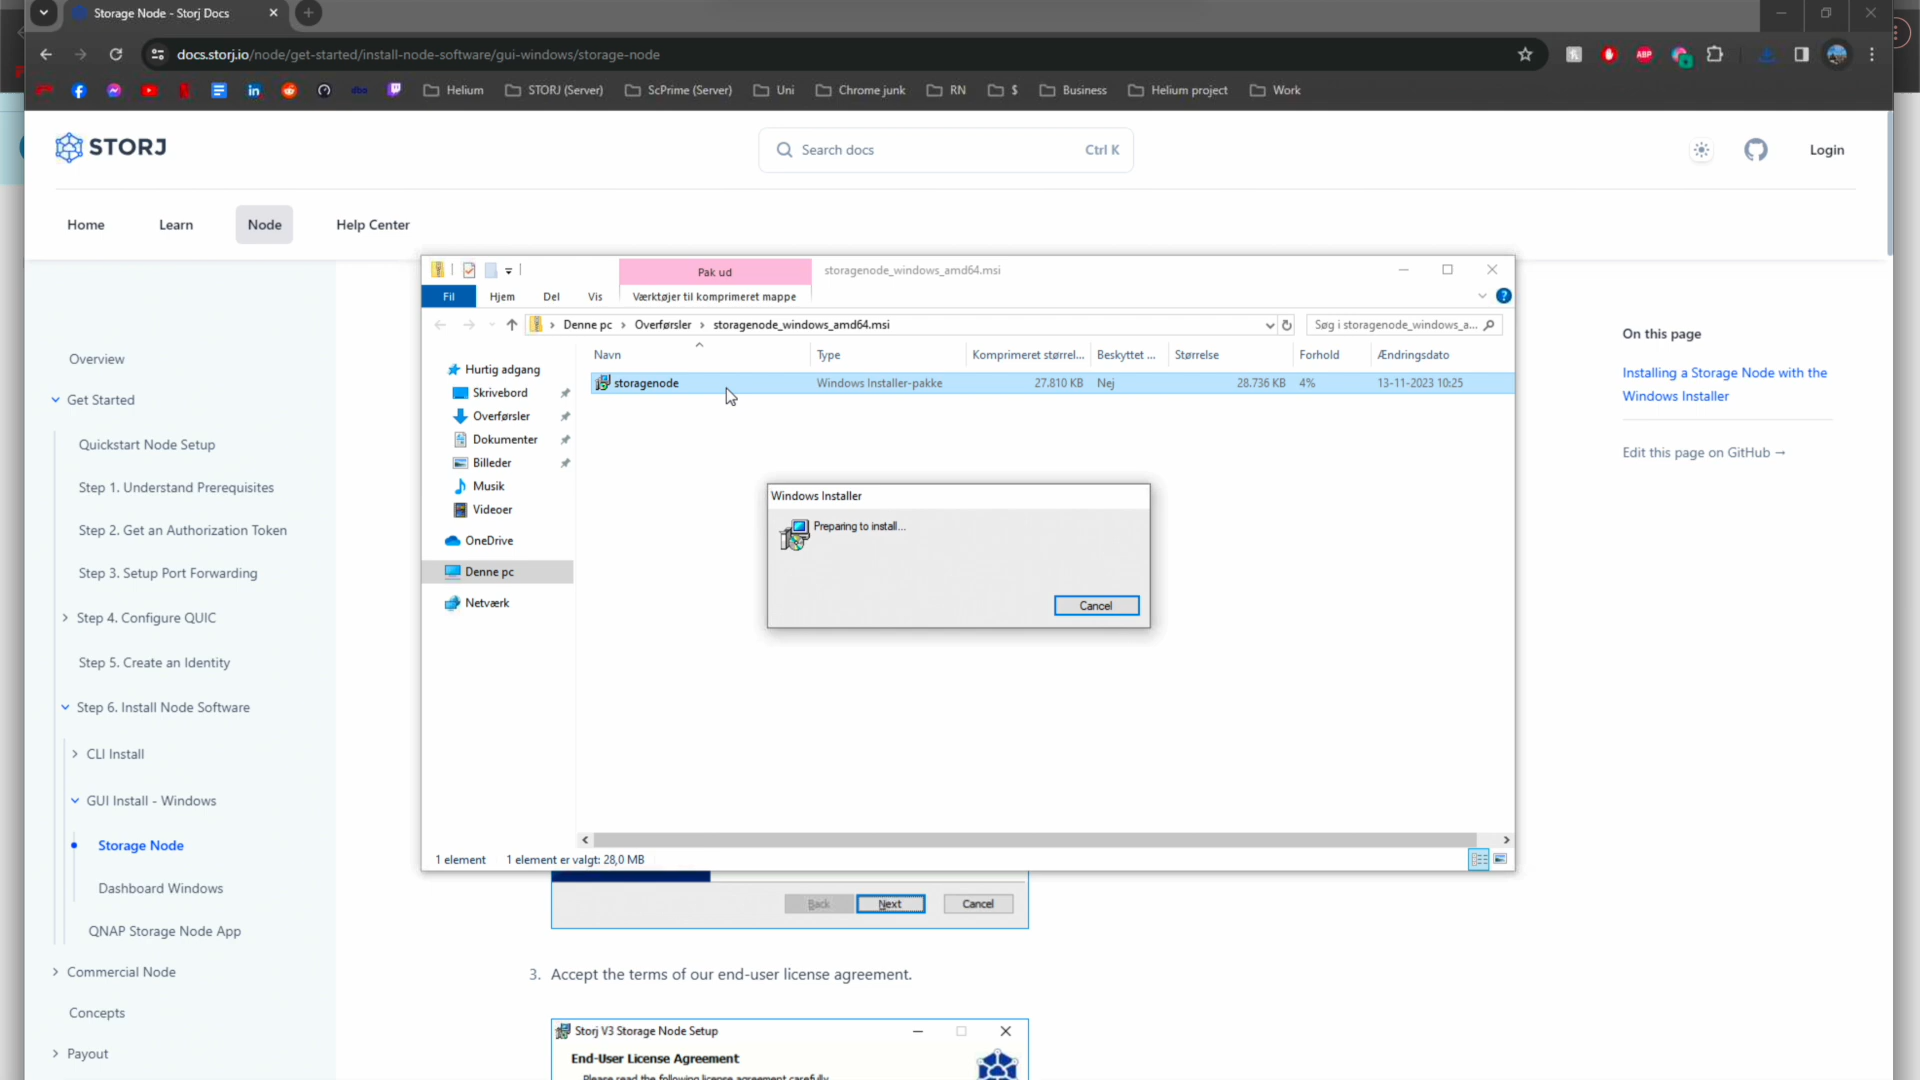 Storage Node - Storj Docs
docs.storj.io/node/get-started/install-node-software/gui-windows/storage-node
ABP
Helium
STORJ (Server)
ScPrime (Server)
Uni
Chrome junk
RN
$
Business
Helium project
Work
STORJ
Search docs
Ctrl K
Login
Home
Learn
Node
Help Center
Pak ud
storagenode_windows_amd64.msi
Fil
Hjem
Del
Vis
Værktøjer til komprimeret mappe
Denne pc
Overførsler
storagenode_windows_amd64.msi
Søg i storagenode_windows_a...
Navn
Type
Komprimeret størrel...
Beskyttet ...
Størrelse
Forhold
Ændringsdato
storagenode
Windows Installer-pakke
27.810 KB
Nej
28.736 KB
4%
13-11-2023 10:25
Hurtig adgang
Skrivebord
Overførsler
Dokumenter
Billeder
Musik
Videoer
OneDrive
Denne pc
Netværk
Windows Installer
Preparing to install...
Cancel
1 element
1 element er valgt: 28,0 MB
Overview
Get Started
Quickstart Node Setup
Step 1. Understand Prerequisites
Step 2. Get an Authorization Token
Step 3. Setup Port Forwarding
Step 4. Configure QUIC
Step 5. Create an Identity
Step 6. Install Node Software
CLI Install
GUI Install - Windows
Storage Node
Dashboard Windows
QNAP Storage Node App
Commercial Node
Concepts
Payout
On this page
Installing a Storage Node with the
Windows Installer
Edit this page on GitHub →
Back
Next
Cancel
3. Accept the terms of our end-user license agreement.
Storj V3 Storage Node Setup
End-User License Agreement
Please read the following license agreement carefully